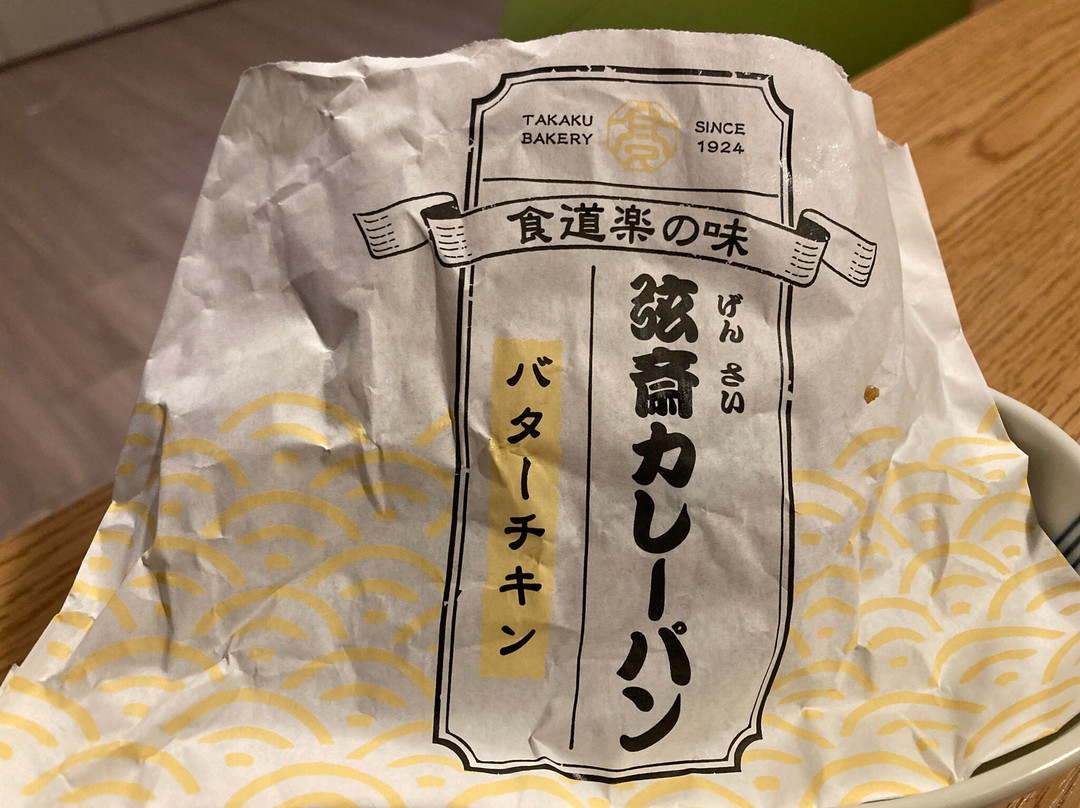 TAKAKU
BAKERY
髙
SINCE
1924
食道楽の味
げんさい
弦斎カレーパン
バターチキン